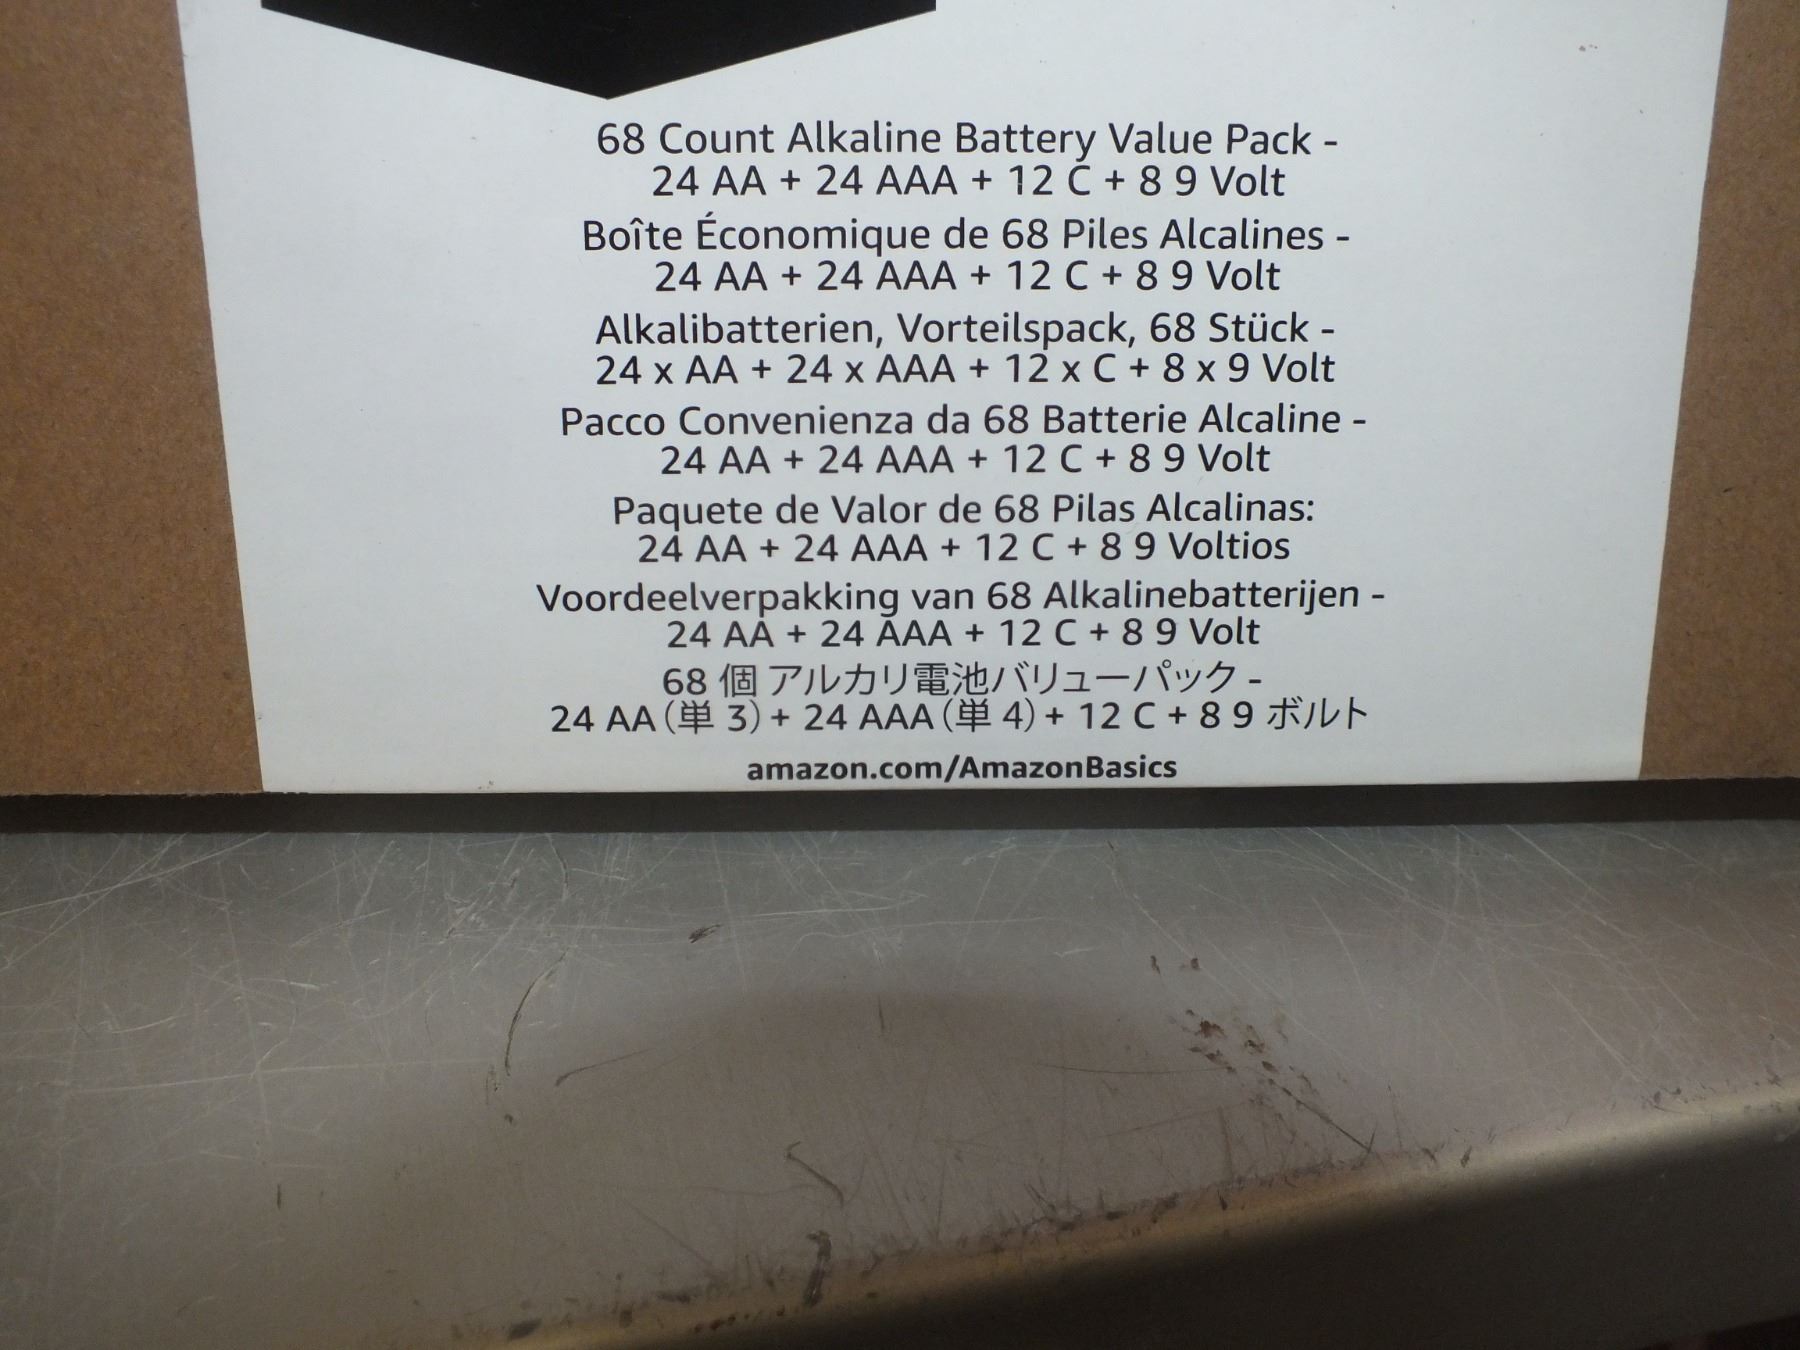 68 Count Alkaline Battery Value Pack -
24 AA + 24 AAA + 12 C + 8 9 Volt
Boîte Économique de 68 Piles Alcalines -
24 AA + 24 AAA + 12 C + 8 9 Volt
Alkalibatterien, Vorteilspack, 68 Stück -
24 x AA + 24 x AAA + 12 x C + 8 x 9 Volt
Pacco Convenienza da 68 Batterie Alcaline -
24 AA + 24 AAA + 12 C + 8 9 Volt
Paquete de Valor de 68 Pilas Alcalinas:
24 AA + 24 AAA + 12 C + 8 9 Voltios
Voordeelverpakking van 68 Alkalinebatterijen -
24 AA + 24 AAA + 12 C + 8 9 Volt
68 個 アルカリ電池バリューパック -
24 AA（単 3）+ 24 AAA（単 4）+ 12 C + 8 9 ボルト
amazon.com/AmazonBasics